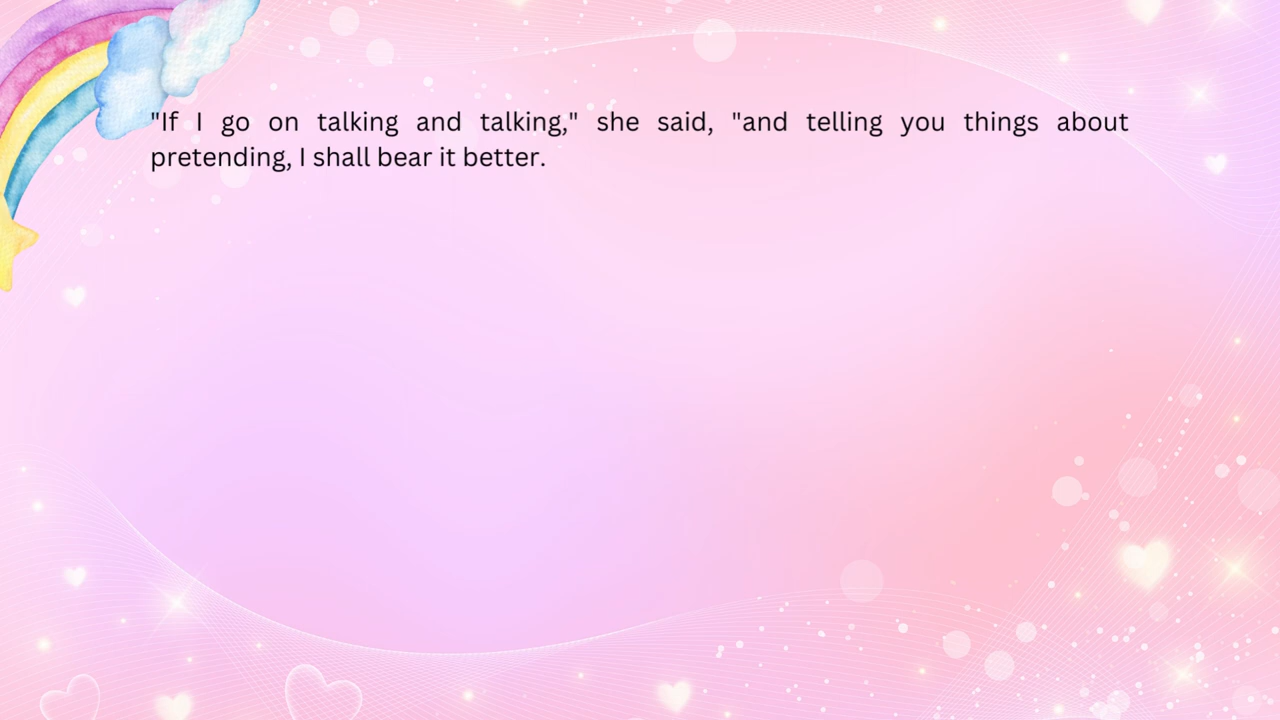 "If I go on talking and talking," she said, "and telling you things about
pretending, I shall bear it better.